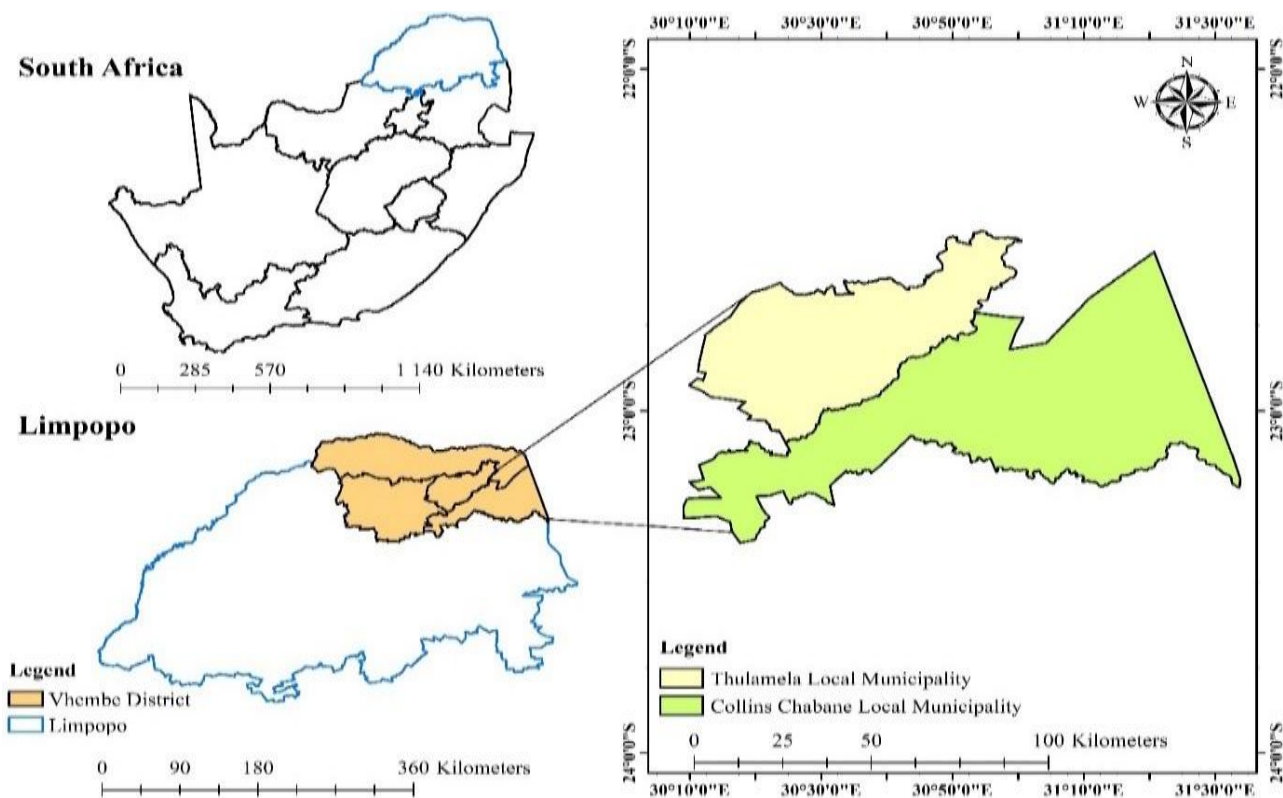 South Africa
0 285 570 1 140 Kilometers
Limpopo
Legend
Vhembe District
Limpopo
0 90 180 360 Kilometers
30°10'0"E 30°30'0"E 30°50'0"E 31°10'0"E 31°30'0"E
22°0'0"S
23°0'0"S
24°0'0"S
N
W E
S
22°0'0"S
23°0'0"S
24°0'0"S
Legend
Thulamela Local Municipality
Collins Chabane Local Municipality
0 25 50 100 Kilometers
30°10'0"E 30°30'0"E 30°50'0"E 31°10'0"E 31°30'0"E